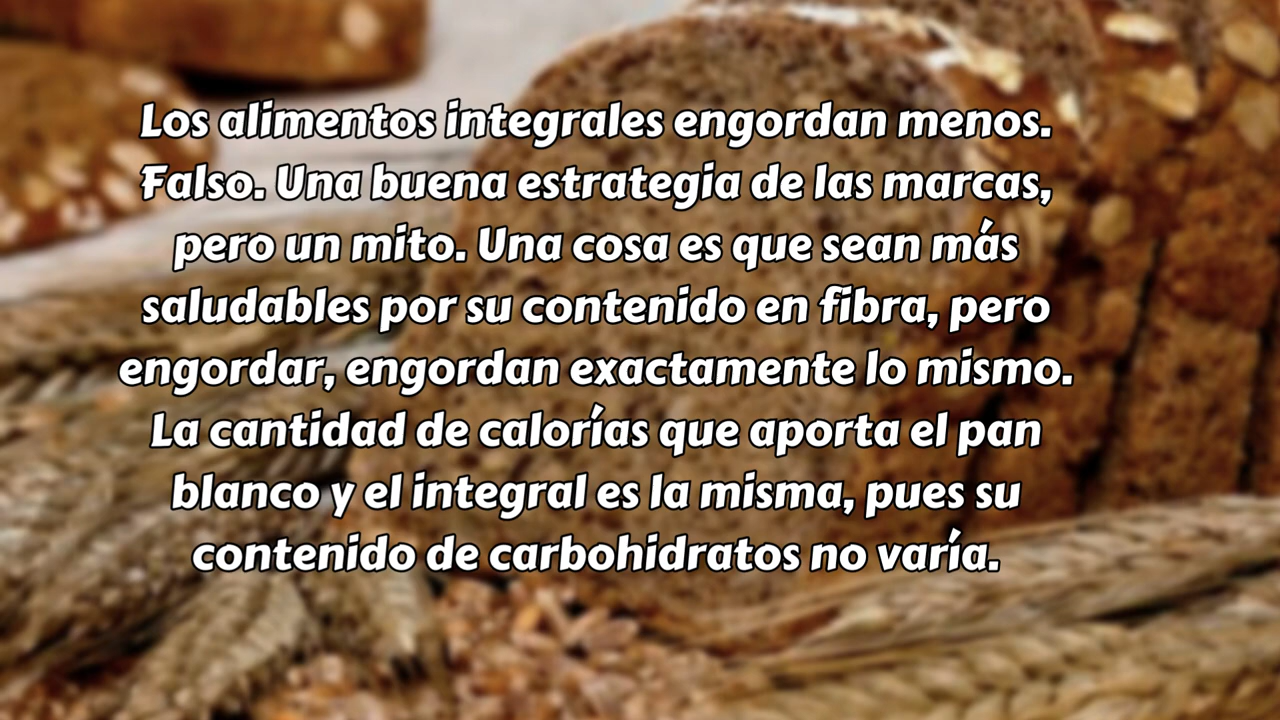 Los alimentos integrales engordan menos.
Falso. Una buena estrategia de las marcas,
pero un mito. Una cosa es que sean más
saludables por su contenido en fibra, pero
engordar, engordan exactamente lo mismo.
La cantidad de calorías que aporta el pan
blanco y el integral es la misma, pues su
contenido de carbohidratos no varía.